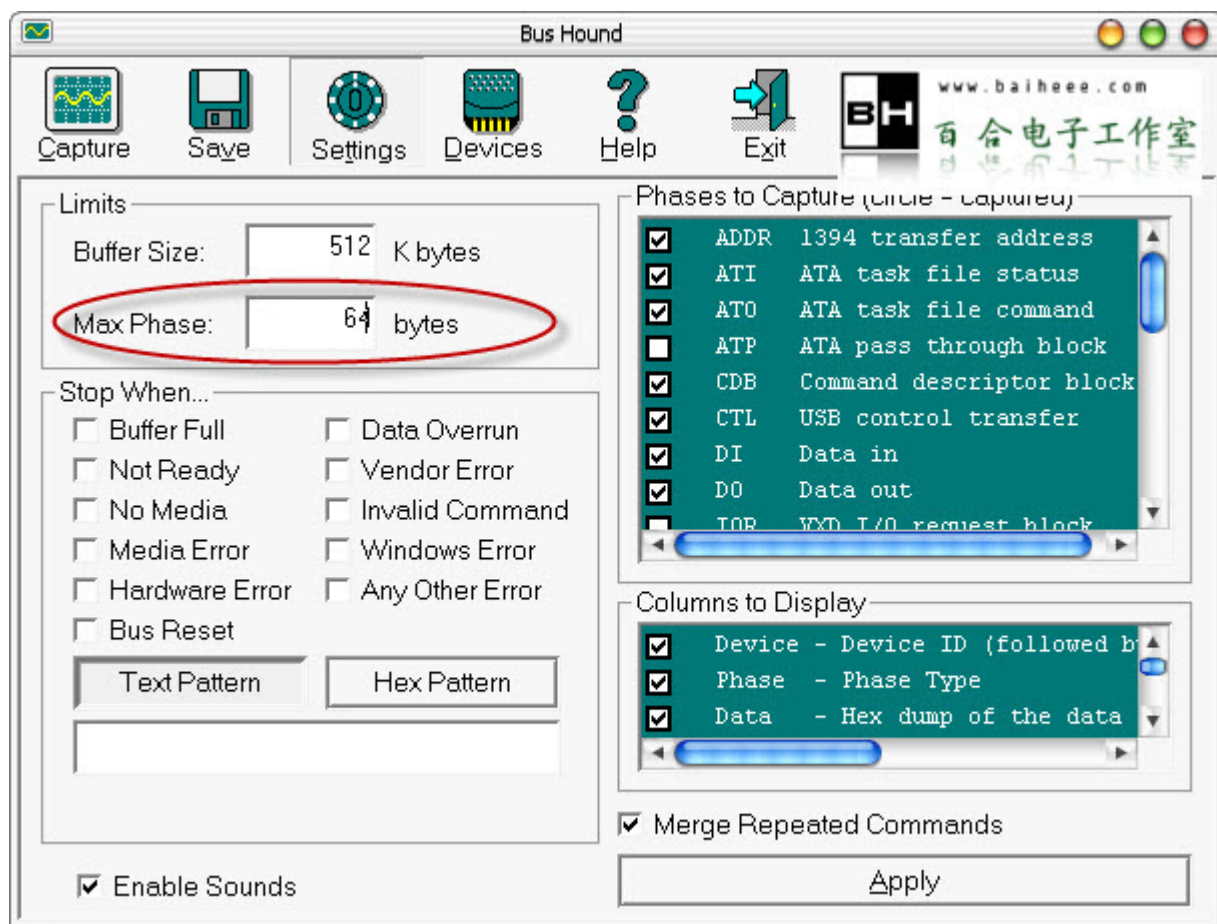 Bus Hound
Capture
Save
Settings
Devices
Help
Exit
BH
www.baiheee.com
百合电子工作室
Limits
Buffer Size: 512 K bytes
Max Phase: 64 bytes
Stop When...
Buffer Full
Data Overrun
Not Ready
Vendor Error
No Media
Invalid Command
Media Error
Windows Error
Hardware Error
Any Other Error
Bus Reset
Text Pattern
Hex Pattern
Enable Sounds
Phases to Capture (circle = captured)
ADDR 1394 transfer address
ATI ATA task file status
ATO ATA task file command
ATP ATA pass through block
CDB Command descriptor block
CTL USB control transfer
DI Data in
DO Data out
IOR VXD I/O request block
Columns to Display
Device - Device ID (followed b
Phase - Phase Type
Data - Hex dump of the data
Merge Repeated Commands
Apply